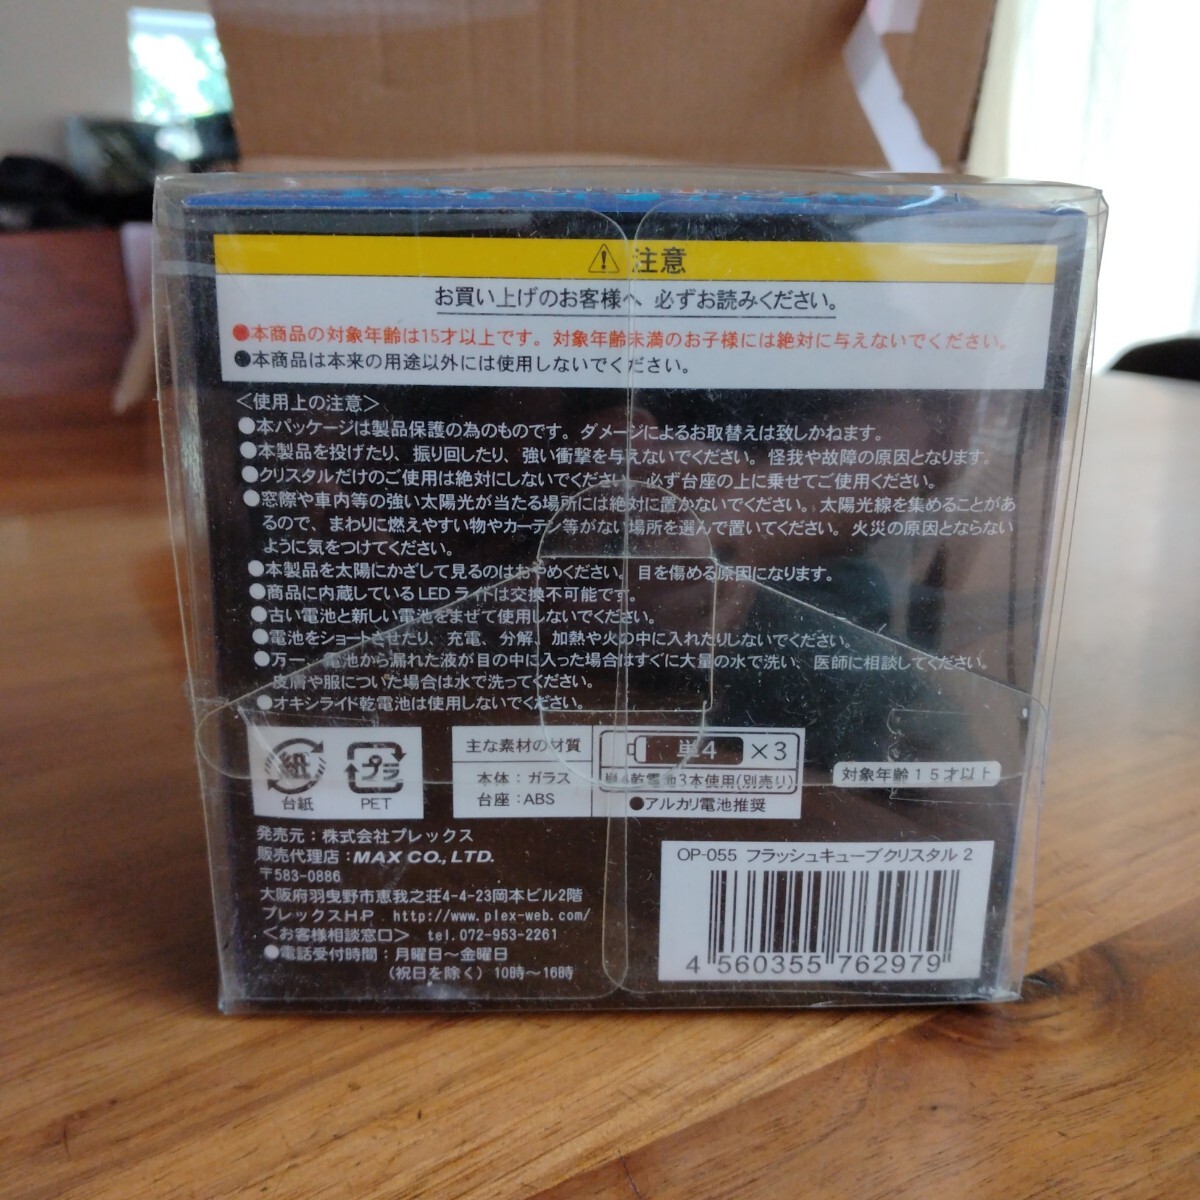 注意
お買い上げのお客様へ 必ずお読みください。
●本商品の対象年齢は15才以上です。対象年齢未満のお子様には絶対に与えないでください。
●本商品は本来の用途以外には使用しないでください。
＜使用上の注意＞
●本パッケージは製品保護の為のものです。ダメージによるお取替えは致しかねます。
●本製品を投げたり、振り回したり、強い衝撃を与えないでください。怪我や故障の原因となります。
●クリスタルだけのご使用は絶対にしないでください。必ず台座の上に乗せてご使用ください。
●窓際や車内等の強い太陽光が当たる場所には絶対に置かないでください。太陽光線を集めることがあ
るので、まわりに燃えやすい物やカーテン等がない場所を選んで置いてください。火災の原因とならない
ように気をつけてください。
●本製品を太陽にかざして見るのはおやめください。目を傷める原因になります。
●商品に内蔵しているLEDライトは交換不可能です。
●古い電池と新しい電池をまぜて使用しないでください。
●電池をショートさせたり、充電、分解、加熱や火の中に入れたりしないでください。
●万一、電池から漏れた液が目の中に入った場合はすぐに大量の水で洗い、医師に相談してください。
皮膚や服についた場合は水で洗ってください。
●オキシライド乾電池は使用しないでください。
紙
台紙
プラ
PET
主な素材の材質
本体：ガラス
台座：ABS
単4 ×3
単4乾電池3本使用(別売り)
●アルカリ電池推奨
対象年齢15才以上
発売元：株式会社プレックス
販売代理店：MAX CO., LTD.
〒583-0886
大阪府羽曳野市恵我之荘4-4-23岡本ビル2階
プレックスHP http://www.plex-web.com/
＜お客様相談窓口＞ tel.072-953-2261
●電話受付時間：月曜日～金曜日
(祝日を除く) 10時～16時
OP-055 フラッシュキューブクリスタル2
4 560355 762979